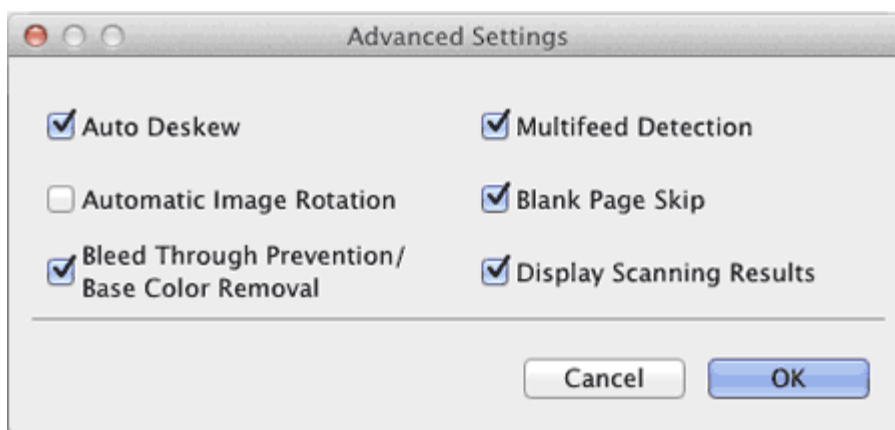 Advanced Settings
Auto Deskew
Multifeed Detection
Automatic Image Rotation
Blank Page Skip
Bleed Through Prevention/
Base Color Removal
Display Scanning Results
Cancel
OK